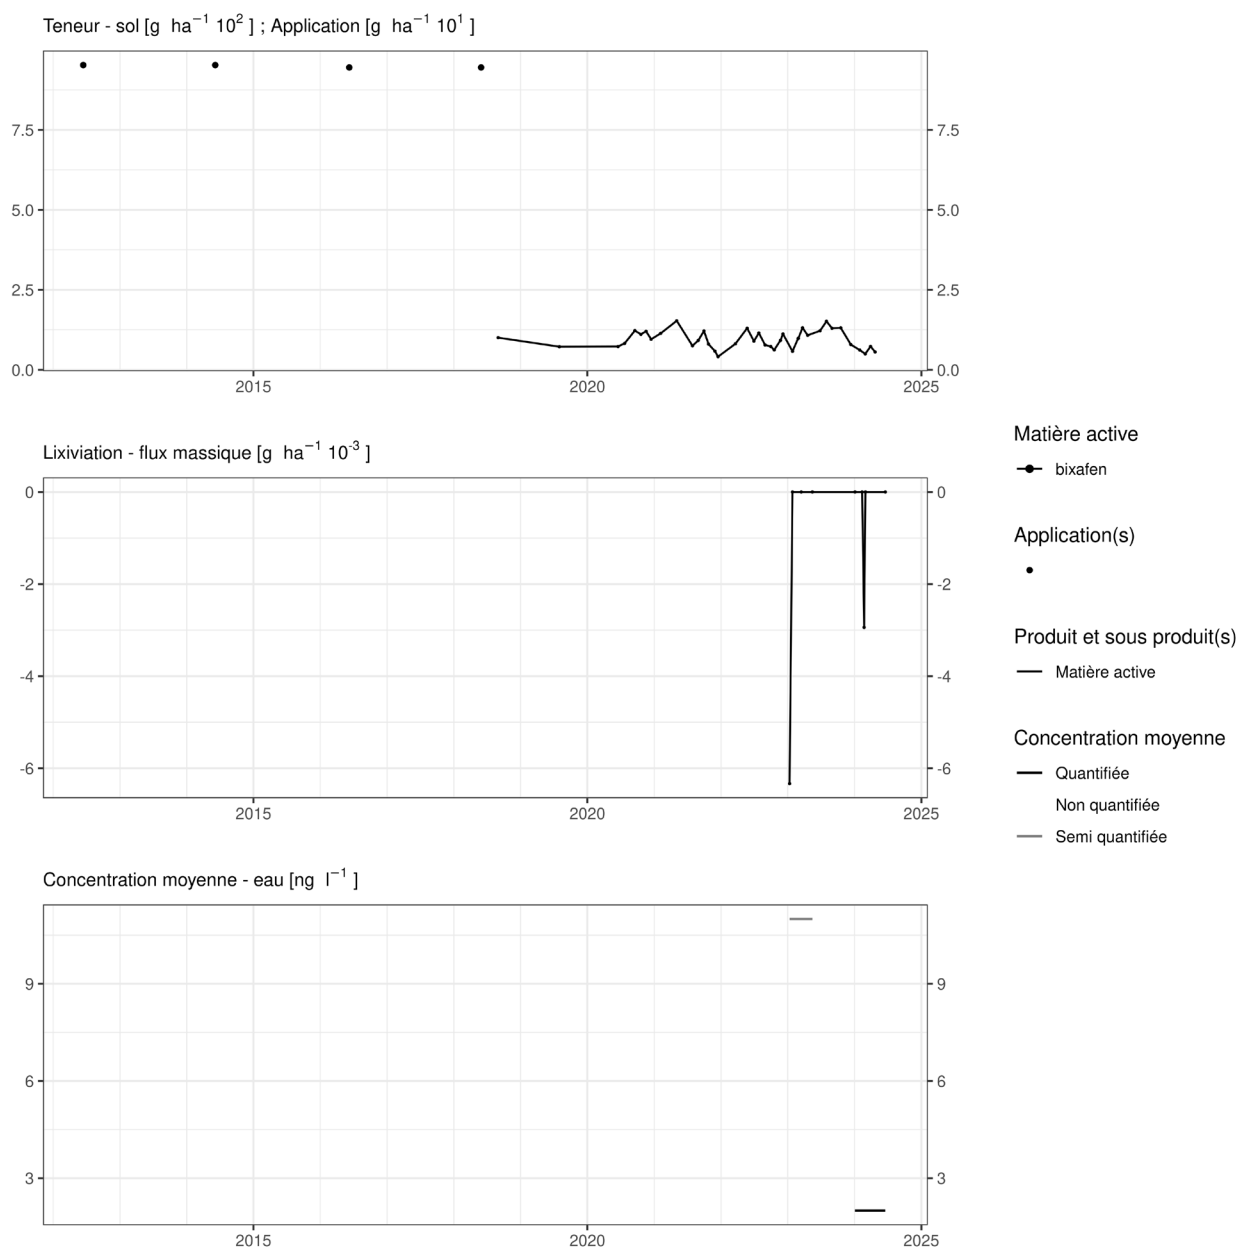 Teneur - sol [g ha−1 102 ] ; Application [g ha−1 101 ]
7.5 7.5
5.0 5.0
2.5 2.5
0.0 0.0
2015 2020 2025
Lixiviation - flux massique [g ha−1 10-3 ]
0 0
-2 -2
-4 -4
-6 -6
2015 2020 2025
Concentration moyenne - eau [ng l−1 ]
9 9
6 6
3 3
2015 2020 2025
Matière active
bixafen
Application(s)
Produit et sous produit(s)
Matière active
Concentration moyenne
Quantifiée
Non quantifiée
Semi quantifiée